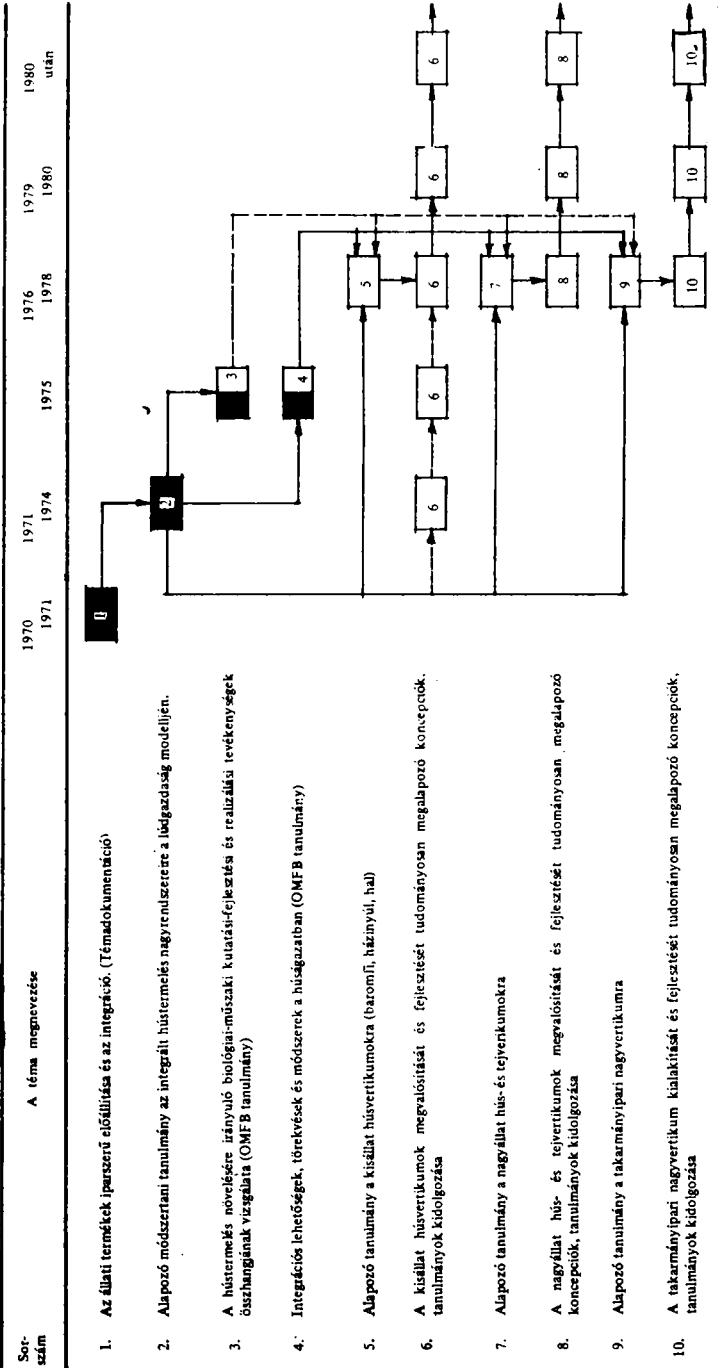 Sor-
szám
A téma megnevezése
1970
1971
1971
1974
1975
1976
1978
1979
1980
1980
után
1. Az állati termékek iparszerű előállítása és az integráció. (Témadokumentáció)
2. Alapozó módszertani tanulmány az integrált hústermelés nagyrendszereire a lúdgazdaság modelljén.
3. A hústermelés növelésére irányuló biológiai-műszaki kutatási-fejlesztési és realizálási tevékenységek
összhangjának vizsgálata (OMFB tanulmány)
4. Integrációs lehetőségek, törekvések és módszerek a húságazatban (OMFB tanulmány)
5. Alapozó tanulmány a kisállat húsvertikumokra (baromfi, házinyúl, hal)
6. A kisállat húsvertikumok megvalósítását és fejlesztését tudományosan megalapozó koncepciók.
tanulmányok kidolgozása
7. Alapozó tanulmány a nagyállat hús- és tejverikumokra
8. A nagyállat hús- és tejvertikumok megvalósítását és fejlesztését tudományosan megalapozó
koncepciók, tanulmányok kidolgozása
9. Alapozó tanulmány a takarmányipari nagyvertikumra
10. A takarmányipari nagyvertikum kialakítását és fejlesztését tudományosan megalapozó koncepciók,
tanulmányok kidolgozása
1
2
3
4
5
6 6 6 6 6
7
8 8 8
9
10 10 10